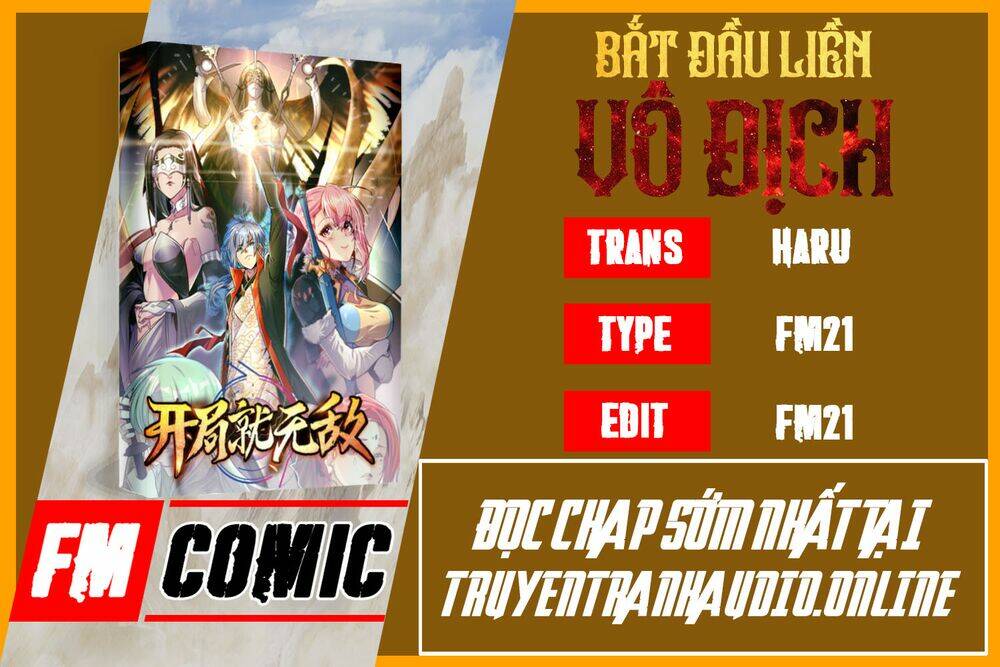 开局就无敌
FM COMIC
BẮT ĐẦU LIỀN
VÔ ĐỊCH
TRANS HARU
TYPE FM21
EDIT FM21
ĐỌC CHAP SỚM NHẤT TẠI
TRUYENTRANHAUDIO.ONLINE